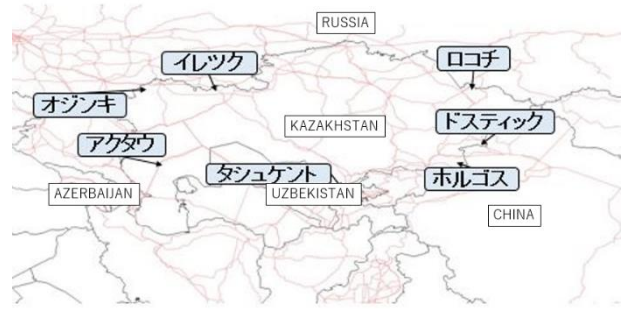 RUSSIA
イレツク
ロコチ
オジンキ
KAZAKHSTAN
ドスティック
アクタウ
タシュケント
ホルゴス
AZERBAIJAN
UZBEKISTAN
CHINA